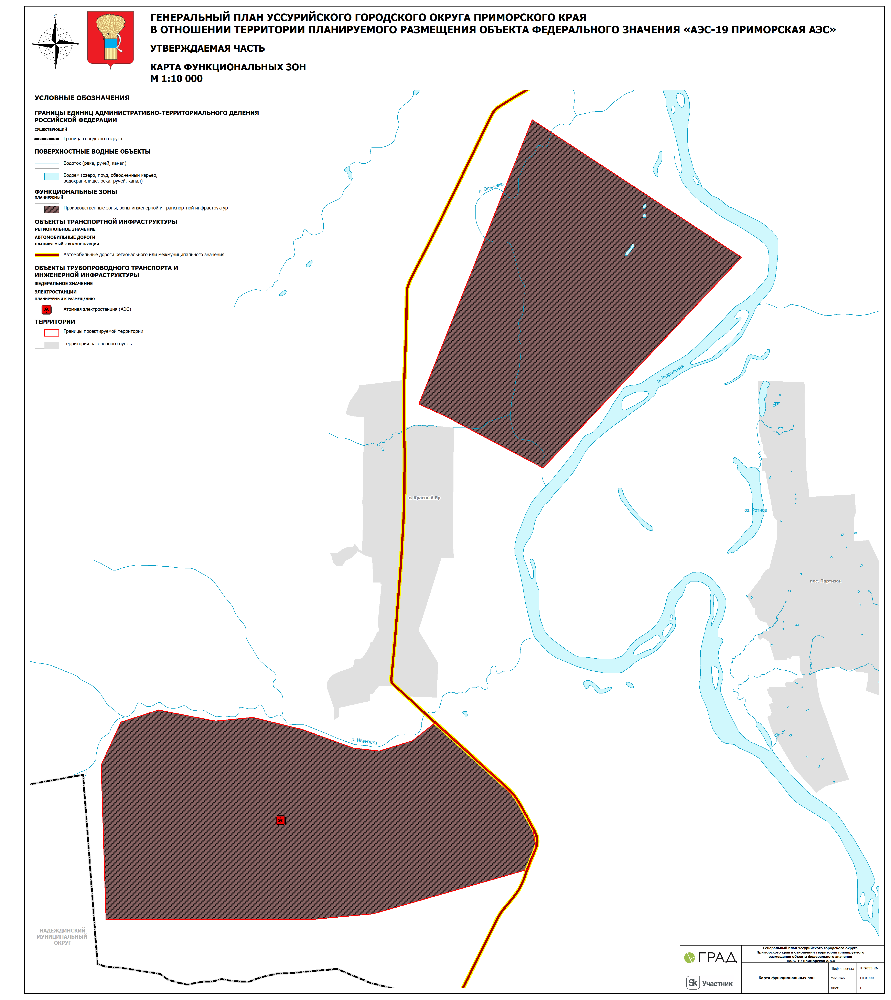 С
ГЕНЕРАЛЬНЫЙ ПЛАН УССУРИЙСКОГО ГОРОДСКОГО ОКРУГА ПРИМОРСКОГО КРАЯ
В ОТНОШЕНИИ ТЕРРИТОРИИ ПЛАНИРУЕМОГО РАЗМЕЩЕНИЯ ОБЪЕКТА ФЕДЕРАЛЬНОГО ЗНАЧЕНИЯ «АЭС-19 ПРИМОРСКАЯ АЭС»
УТВЕРЖДАЕМАЯ ЧАСТЬ
КАРТА ФУНКЦИОНАЛЬНЫХ ЗОН
М 1:10 000
УСЛОВНЫЕ ОБОЗНАЧЕНИЯ
ГРАНИЦЫ ЕДИНИЦ АДМИНИСТРАТИВНО-ТЕРРИТОРИАЛЬНОГО ДЕЛЕНИЯ
РОССИЙСКОЙ ФЕДЕРАЦИИ
СУЩЕСТВУЮЩИЙ
Граница городского округа
ПОВЕРХНОСТНЫЕ ВОДНЫЕ ОБЪЕКТЫ
Водоток (река, ручей, канал)
Водоем (озеро, пруд, обводненный карьер,
водохранилище, река, ручей, канал)
ФУНКЦИОНАЛЬНЫЕ ЗОНЫ
ПЛАНИРУЕМЫЙ
Производственные зоны, зоны инженерной и транспортной инфраструктур
ОБЪЕКТЫ ТРАНСПОРТНОЙ ИНФРАСТРУКТУРЫ
РЕГИОНАЛЬНОЕ ЗНАЧЕНИЕ
АВТОМОБИЛЬНЫЕ ДОРОГИ
ПЛАНИРУЕМЫЙ К РЕКОНСТРУКЦИИ
Автомобильные дороги регионального или межмуниципального значения
ОБЪЕКТЫ ТРУБОПРОВОДНОГО ТРАНСПОРТА И
ИНЖЕНЕРНОЙ ИНФРАСТРУКТУРЫ
ФЕДЕРАЛЬНОЕ ЗНАЧЕНИЕ
ЭЛЕКТРОСТАНЦИИ
ПЛАНИРУЕМЫЙ К РАЗМЕЩЕНИЮ
Атомная электростанция (АЭС)
ТЕРРИТОРИИ
Границы проектируемой территории
Территория населенного пункта
р. Оленевка
р. Раздольная
с. Красный Яр
оз. Ротное
пос. Партизан
р. Ивановка
НАДЕЖДИНСКИЙ
МУНИЦИПАЛЬНЫЙ
ОКРУГ
ГРАД
Sk Участник
Генеральный план Уссурийского городского округа
Приморского края в отношении территории планируемого
размещения объекта федерального значения
«АЭС-19 Приморская АЭС»
Карта функциональных зон
Шифр проекта ГП 2033-26
Масштаб 1:10 000
Лист 1